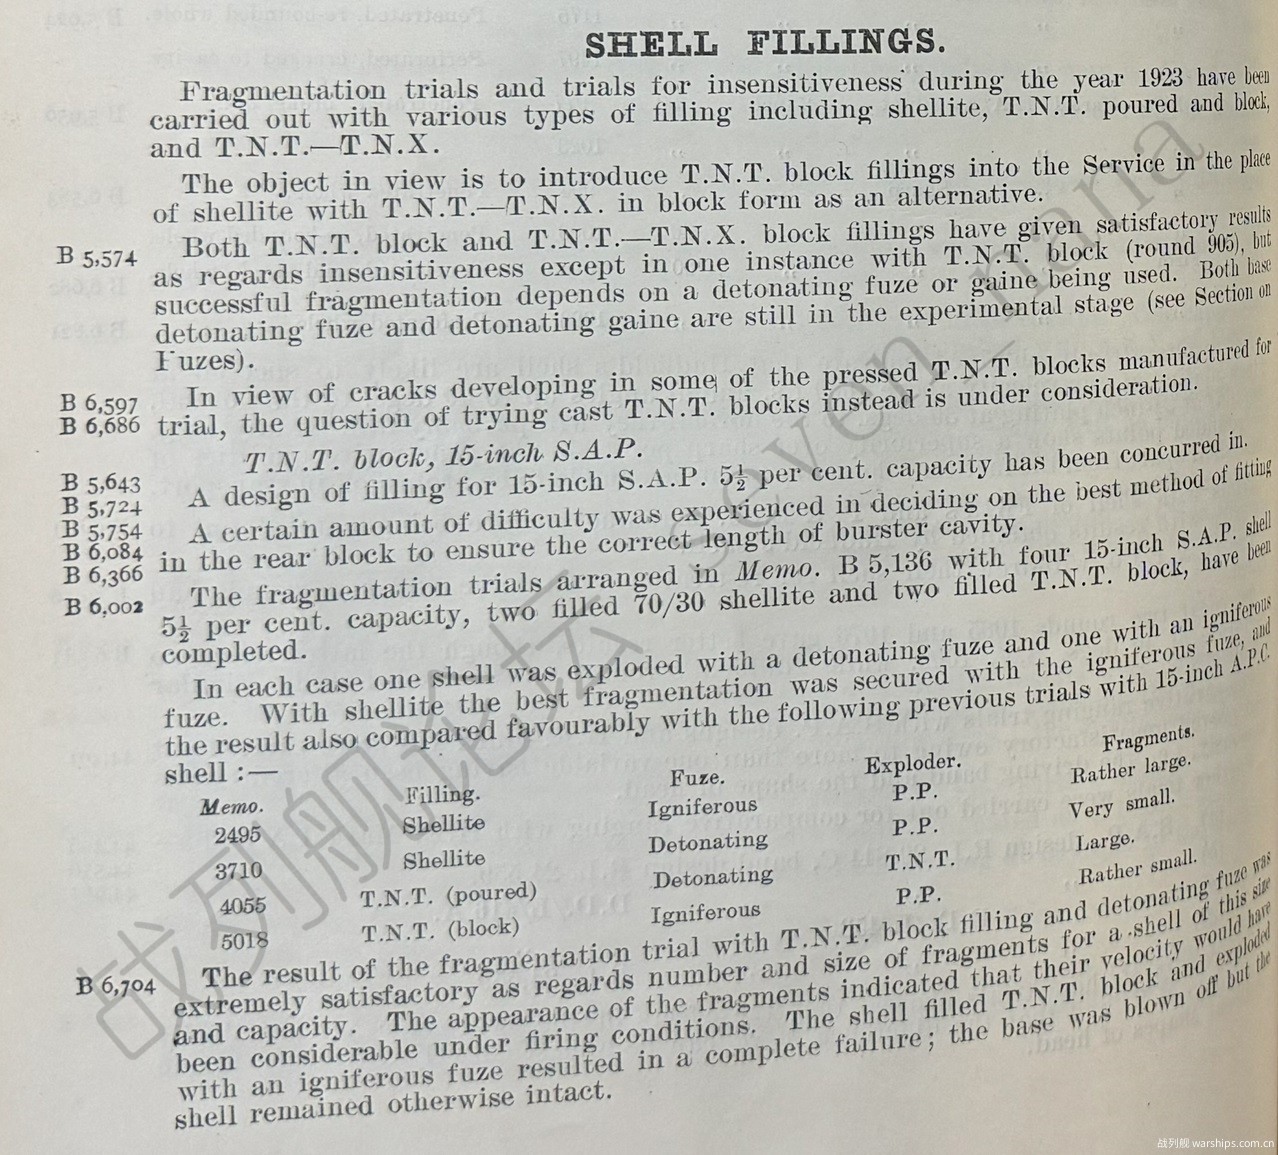 SHELL FILLINGS.
Fragmentation trials and trials for insensitiveness during the year 1923 have been
carried out with various types of filling including shellite, T.N.T. poured and block,
and T.N.T.—T.N.X.
The object in view is to introduce T.N.T. block fillings into the Service in the place
of shellite with T.N.T.—T.N.X. in block form as an alternative.
B 5,574 Both T.N.T. block and T.N.T.—T.N.X. block fillings have given satisfactory results
as regards insensitiveness except in one instance with T.N.T. block (round 905), but
successful fragmentation depends on a detonating fuze or gaine being used. Both base
detonating fuze and detonating gaine are still in the experimental stage (see Section on
Fuzes).
B 6,597 In view of cracks developing in some of the pressed T.N.T. blocks manufactured for
B 6,686 trial, the question of trying cast T.N.T. blocks instead is under consideration.
T.N.T. block, 15-inch S.A.P.
B 5,643 A design of filling for 15-inch S.A.P. 5½ per cent. capacity has been concurred in.
B 5,724
B 5,754 A certain amount of difficulty was experienced in deciding on the best method of fitting
B 6,084 in the rear block to ensure the correct length of burster cavity.
B 6,366
B 6,002 The fragmentation trials arranged in Memo. B 5,136 with four 15-inch S.A.P. shell
5½ per cent. capacity, two filled 70/30 shellite and two filled T.N.T. block, have been
completed.
In each case one shell was exploded with a detonating fuze and one with an igniferous
fuze. With shellite the best fragmentation was secured with the igniferous fuze, and
the result also compared favourably with the following previous trials with 15-inch A.P.C.
shell :—
Memo. Filling. Fuze. Exploder. Fragments.
2495 Shellite Igniferous P.P. Rather large.
3710 Shellite Detonating P.P. Very small.
4055 T.N.T. (poured) Detonating T.N.T. Large.
5018 T.N.T. (block) Igniferous P.P. Rather small.
B 6,704 The result of the fragmentation trial with T.N.T. block filling and detonating fuze was
extremely satisfactory as regards number and size of fragments for a shell of this size
and capacity. The appearance of the fragments indicated that their velocity would have
been considerable under firing conditions. The shell filled T.N.T. block and exploded
with an igniferous fuze resulted in a complete failure; the base was blown off but the
shell remained otherwise intact.
战列舰论坛 seven_nana
战列舰 warships.com.cn